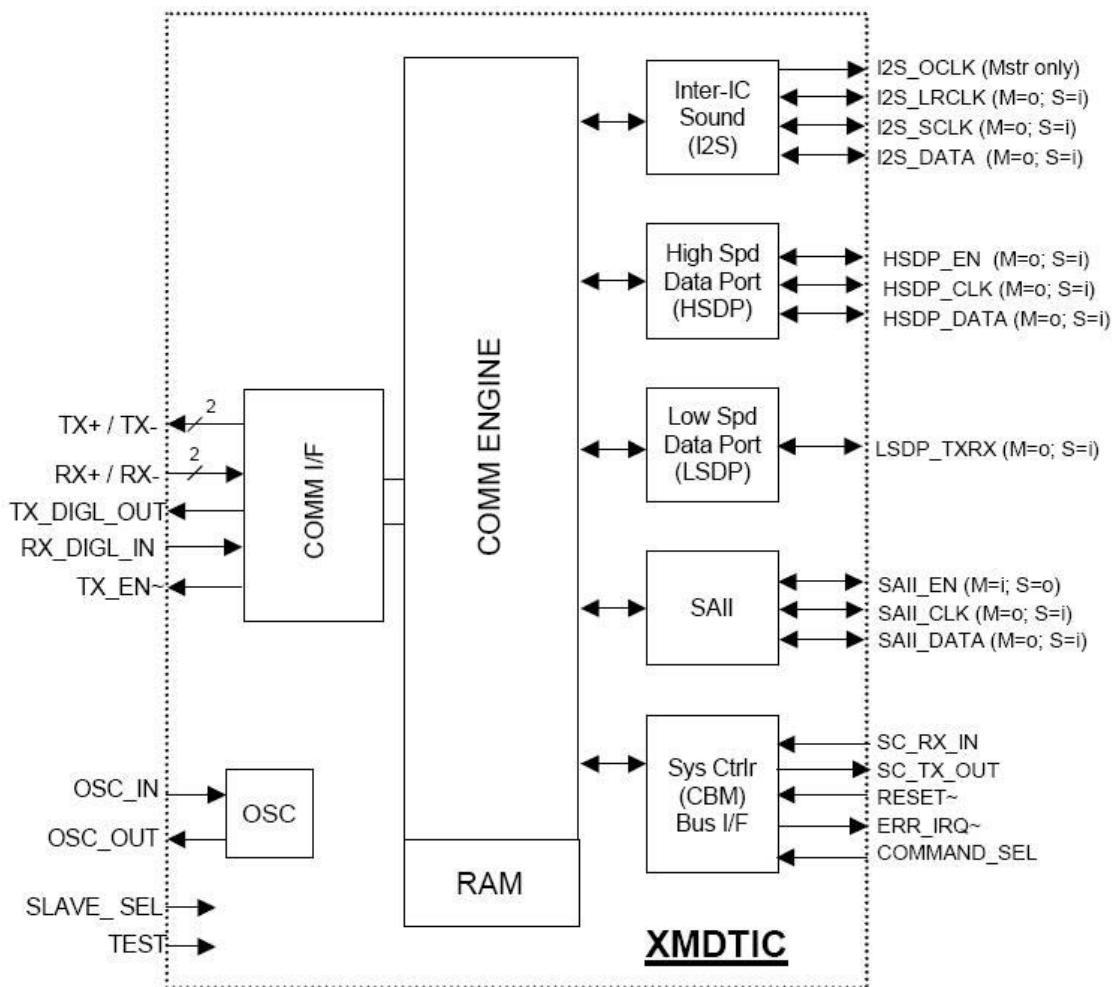 I2S_OCLK (Mstr only)
I2S_LRCLK (M=o; S=i)
I2S_SCLK (M=o; S=i)
I2S_DATA (M=o; S=i)
Inter-IC
Sound
(I2S)
High Spd
Data Port
(HSDP)
HSDP_EN (M=o; S=i)
HSDP_CLK (M=o; S=i)
HSDP_DATA (M=o; S=i)
COMM ENGINE
Low Spd
Data Port
(LSDP)
LSDP_TXRX (M=o; S=i)
TX+ / TX-
2
RX+ / RX-
2
TX_DIGL_OUT
RX_DIGL_IN
TX_EN~
COMM I/F
SAII
SAII_EN (M=i; S=o)
SAII_CLK (M=o; S=i)
SAII_DATA (M=o; S=i)
Sys Ctrlr
(CBM)
Bus I/F
SC_RX_IN
SC_TX_OUT
RESET~
ERR_IRQ~
COMMAND_SEL
OSC_IN
OSC_OUT
OSC
RAM
SLAVE_ SEL
TEST
XMDTIC